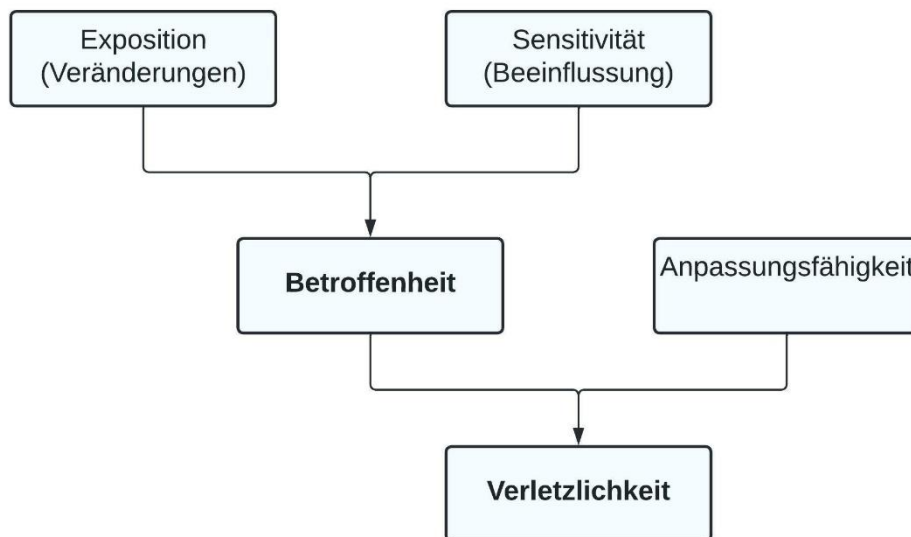 Exposition
(Veränderungen)
Sensitivität
(Beeinflussung)
Betroffenheit
Anpassungsfähigkeit
Verletzlichkeit